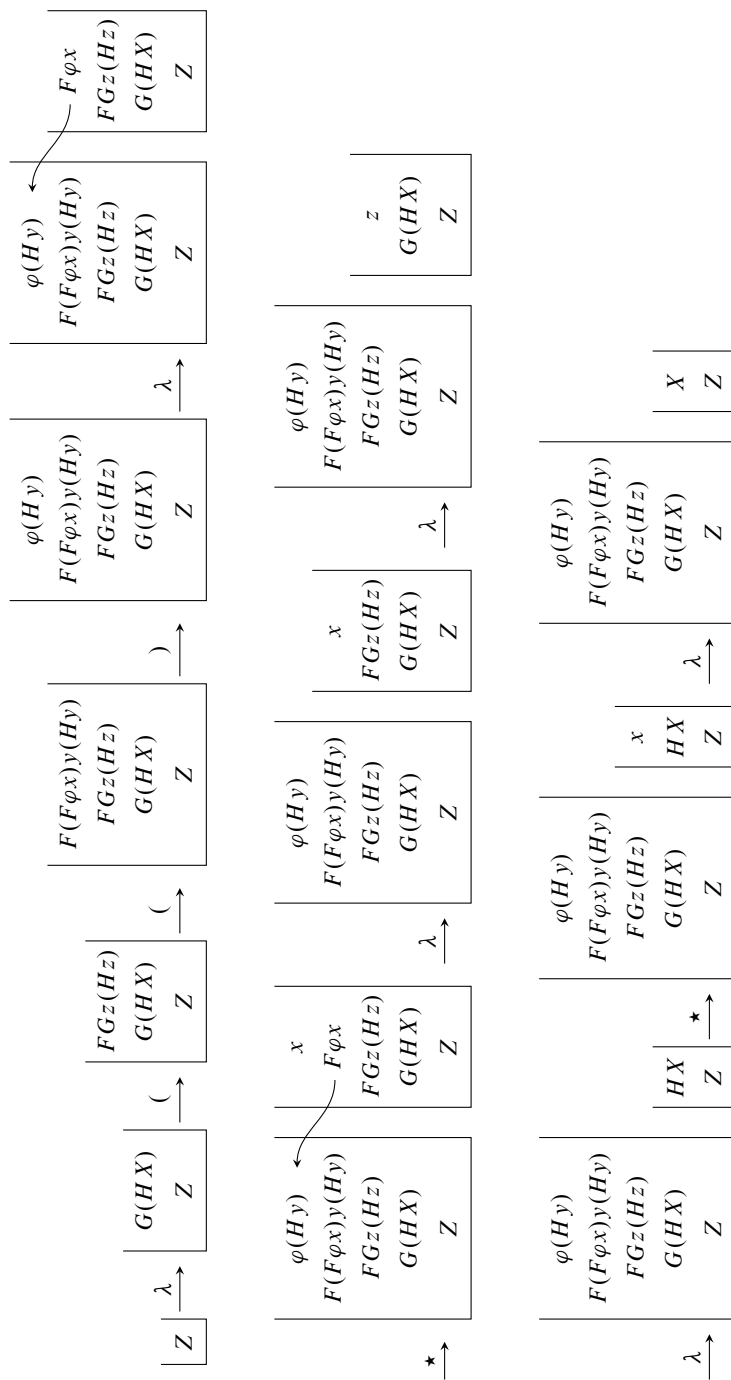 Z
λ
G(HX)
Z
(
FGz(Hz)
G(HX)
Z
(
F(Fφx)y(Hy)
FGz(Hz)
G(HX)
Z
)
φ(Hy)
F(Fφx)y(Hy)
FGz(Hz)
G(HX)
Z
λ
φ(Hy)
F(Fφx)y(Hy)
FGz(Hz)
G(HX)
Z
Fφx
FGz(Hz)
G(HX)
Z
⋆
φ(Hy)
F(Fφx)y(Hy)
FGz(Hz)
G(HX)
Z
x
Fφx
FGz(Hz)
G(HX)
Z
λ
φ(Hy)
F(Fφx)y(Hy)
FGz(Hz)
G(HX)
Z
x
FGz(Hz)
G(HX)
Z
λ
φ(Hy)
F(Fφx)y(Hy)
FGz(Hz)
G(HX)
Z
z
G(HX)
Z
λ
φ(Hy)
F(Fφx)y(Hy)
FGz(Hz)
G(HX)
Z
HX
Z
⋆
φ(Hy)
F(Fφx)y(Hy)
FGz(Hz)
G(HX)
Z
x
HX
Z
λ
φ(Hy)
F(Fφx)y(Hy)
FGz(Hz)
G(HX)
Z
X
Z